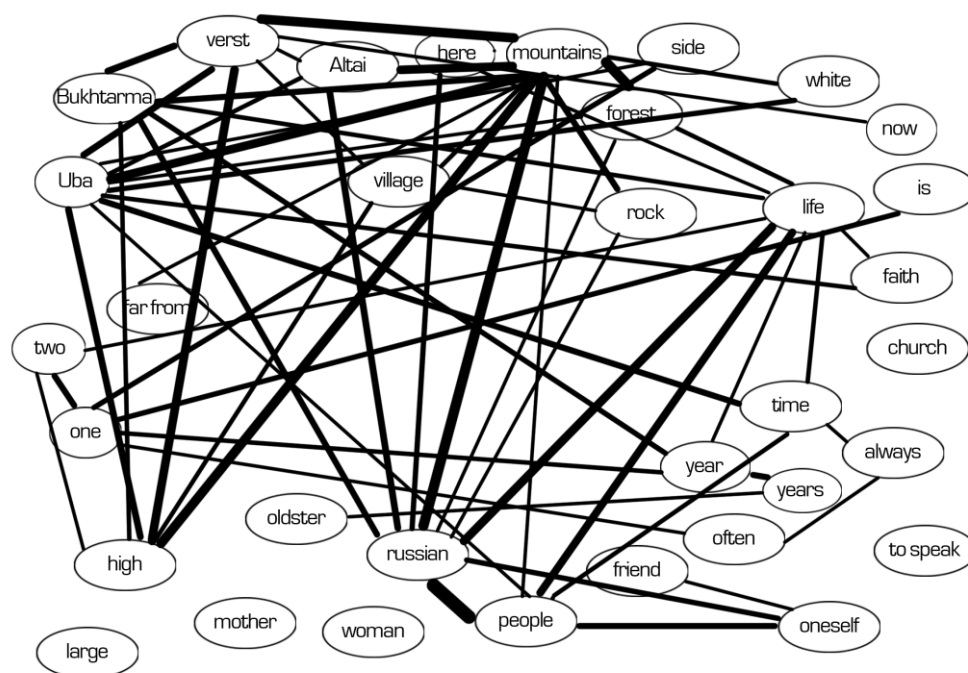 verst
here
mountains
side
Altai
white
Bukhtarma
forest
now
Uba
village
is
rock
life
far from
faith
two
church
time
one
always
year
years
oldster
often
russian
to speak
high
friend
mother
people
woman
oneself
large